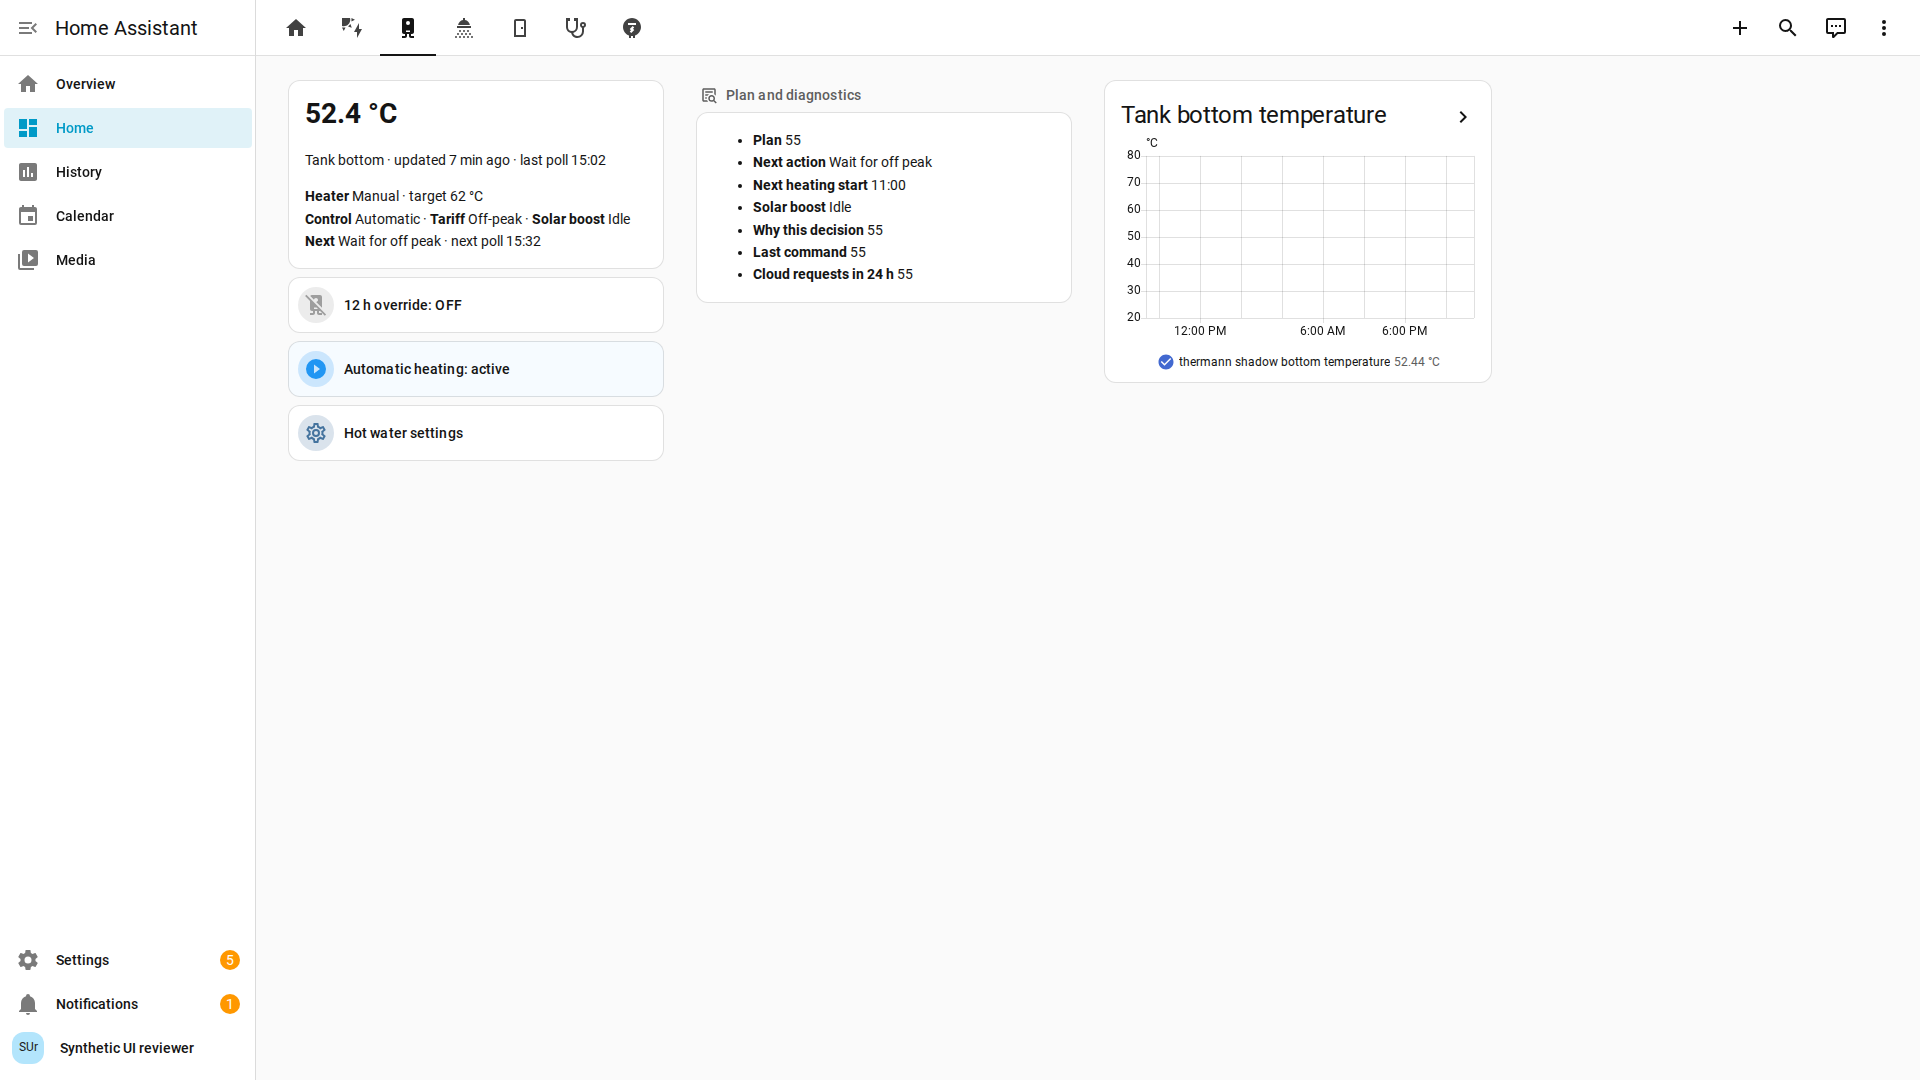 Home Assistant
Overview
Home
History
Calendar
Media
Settings 5
Notifications 1
SUr Synthetic UI reviewer
52.4 °C
Tank bottom · updated 7 min ago · last poll 15:02
Heater Manual · target 62 °C
Control Automatic · Tariff Off-peak · Solar boost Idle
Next Wait for off peak · next poll 15:32
12 h override: OFF
Automatic heating: active
Hot water settings
Plan and diagnostics
• Plan 55
• Next action Wait for off peak
• Next heating start 11:00
• Solar boost Idle
• Why this decision 55
• Last command 55
• Cloud requests in 24 h 55
Tank bottom temperature
°C
80
70
60
50
40
30
20
12:00 PM 6:00 AM 6:00 PM
thermann shadow bottom temperature 52.44 °C